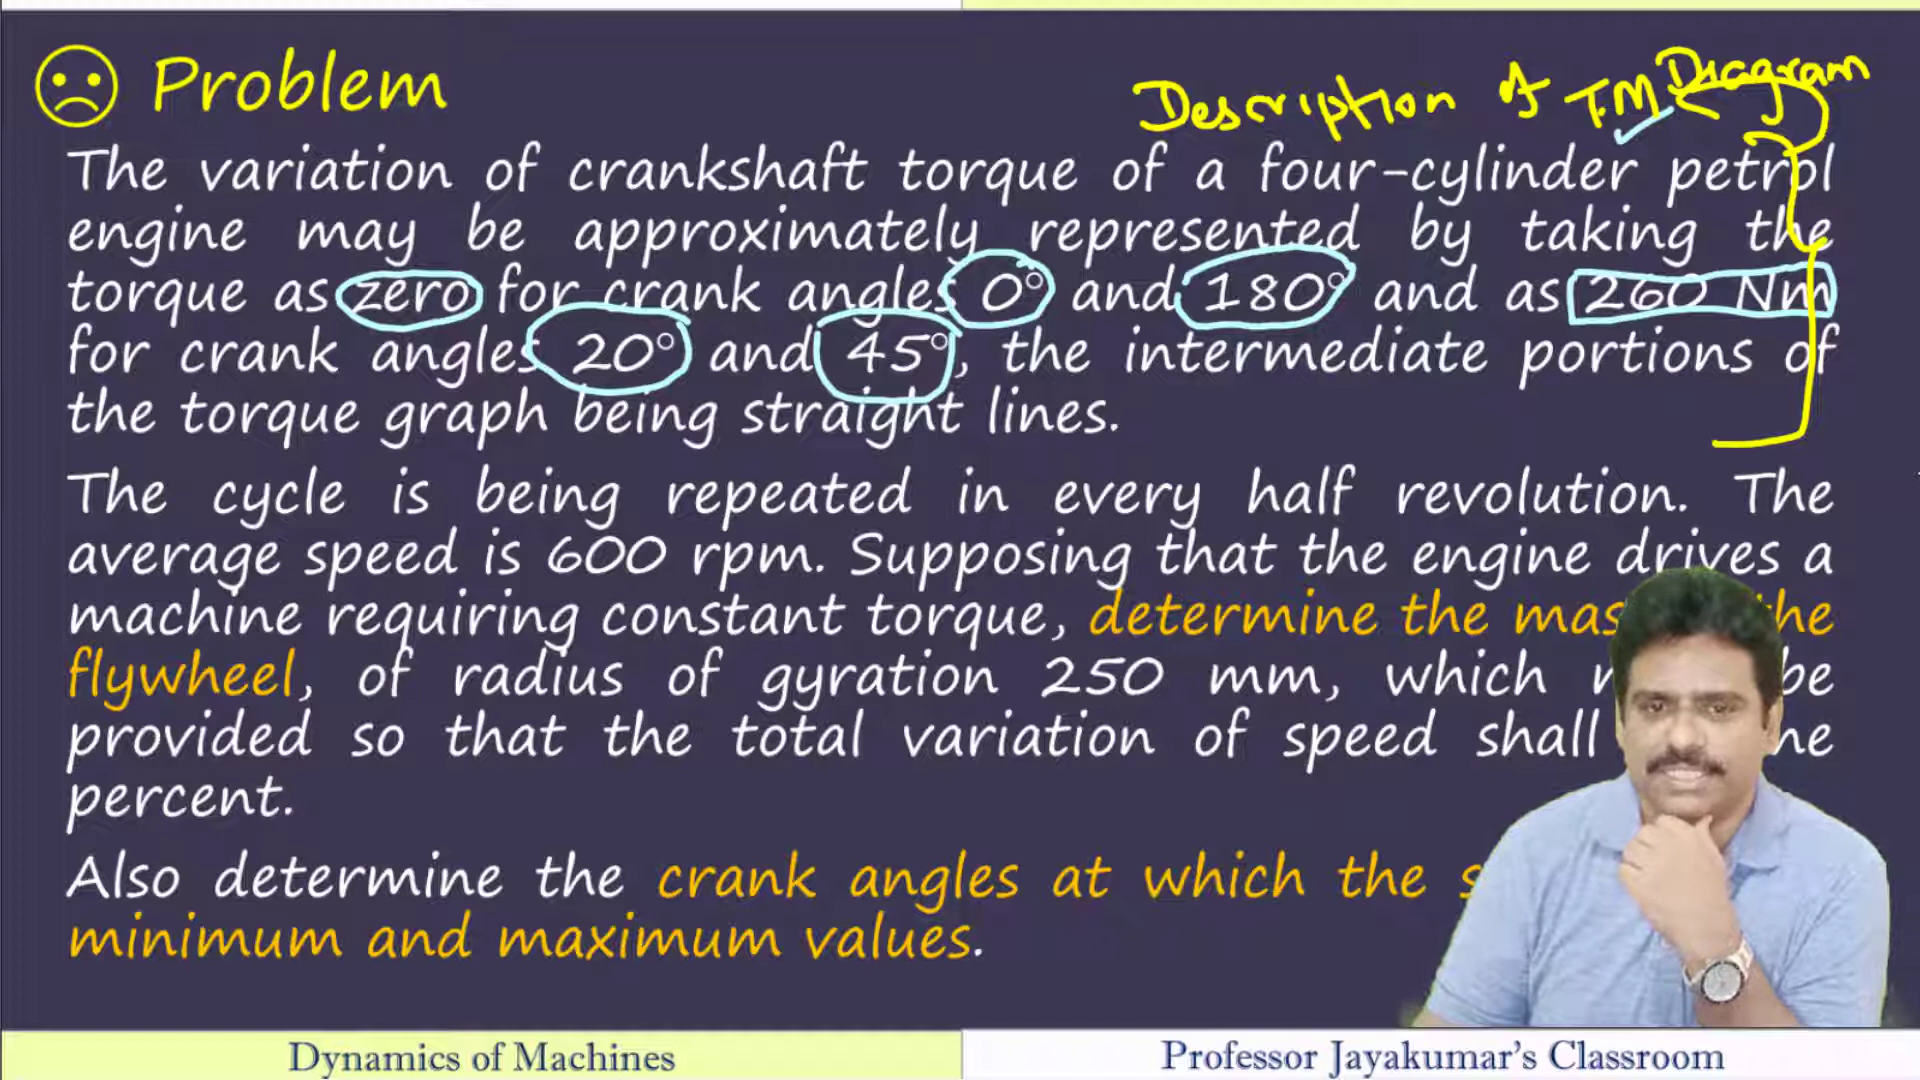 Problem
Description of T.M Diagram
The variation of crankshaft torque of a four-cylinder petrol
engine may be approximately represented by taking the
torque as zero for crank angles 0° and 180° and as 260 Nm
for crank angles 20° and 45°, the intermediate portions of
the torque graph being straight lines.
The cycle is being repeated in every half revolution. The
average speed is 600 rpm. Supposing that the engine drives a
machine requiring constant torque, determine the
flywheel, of radius of gyration 250 mm, which be
provided so that the total variation of speed shall
percent.
Also determine the crank angles at which the
minimum and maximum values.
Dynamics of Machines
Professor Jayakumar's Classroom